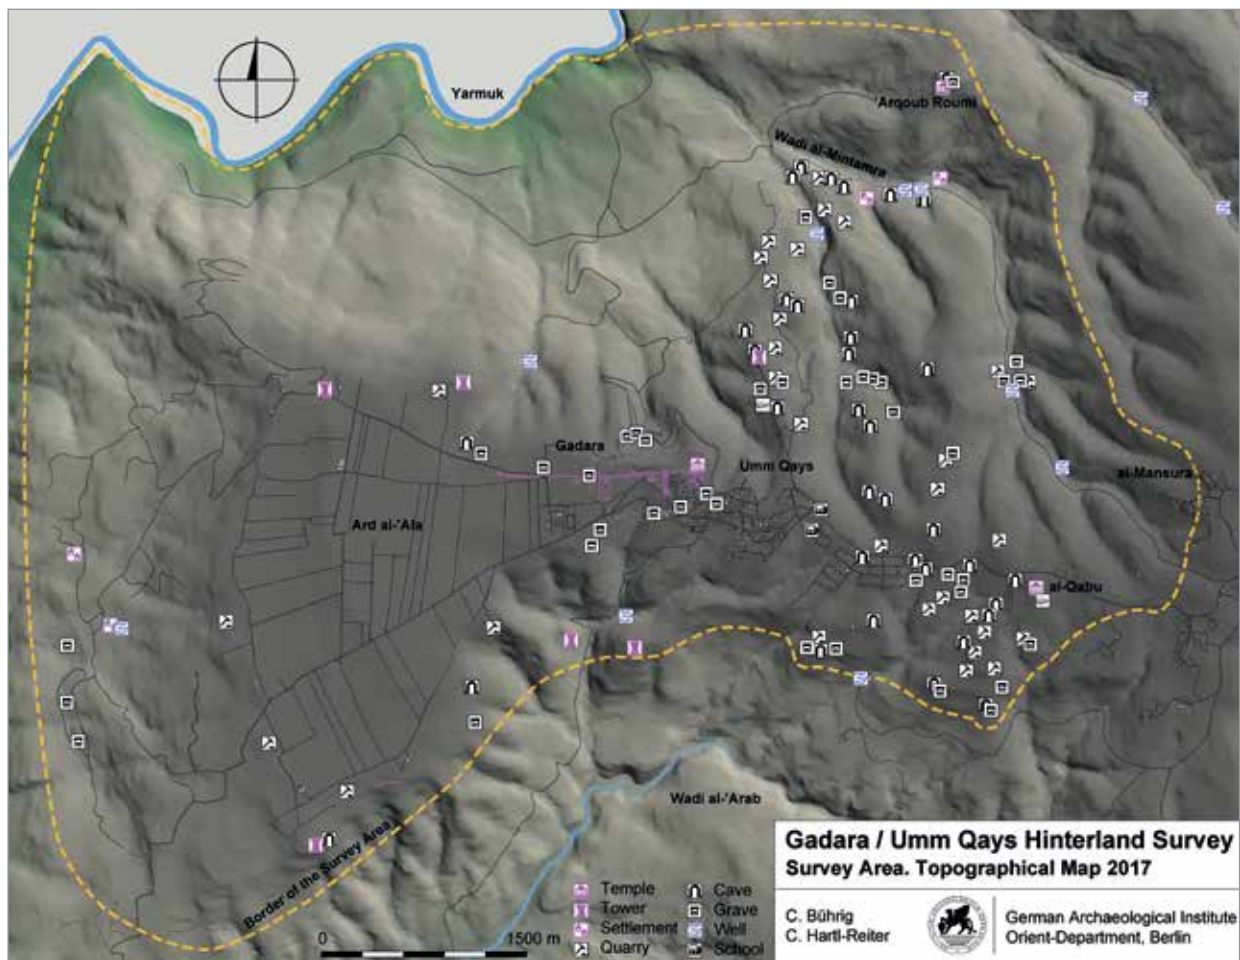 Yarmuk
Arqoub Roumi
Wadi al-Mintamra
Gadara
Umm Qays
al-Mansura
Ard al-'Ala
al-Qabu
Wadi al-'Arab
Border of the Survey Area
Temple
Tower
Settlement
Quarry
Cave
Grave
Well
School
0 1500 m
Gadara / Umm Qays Hinterland Survey
Survey Area. Topographical Map 2017
C. Bührig
C. Hartl-Reiter
German Archaeological Institute
Orient-Department, Berlin